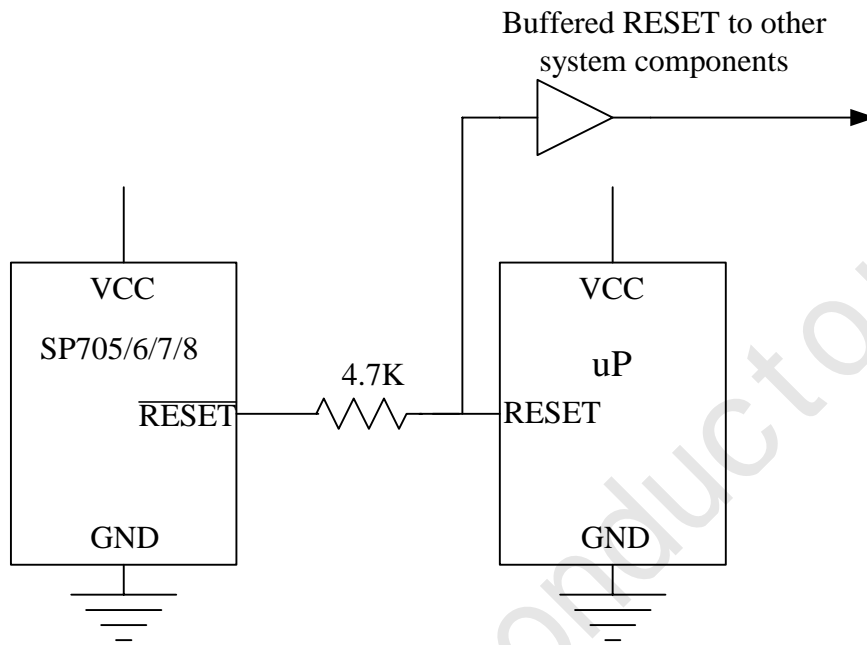 Buffered RESET to other
system components
VCC
SP705/6/7/8
RESET
GND
4.7K
VCC
uP
RESET
GND
onductor